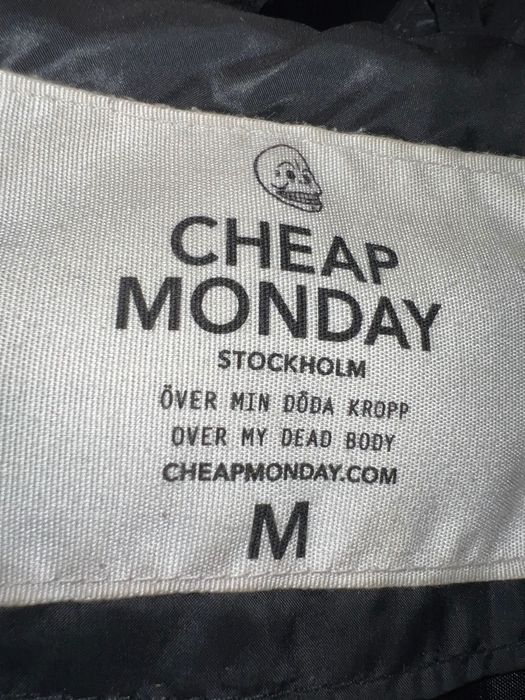 CHEAP
MONDAY
STOCKHOLM
ÖVER MIN DÖDA KROPP
OVER MY DEAD BODY
CHEAPMONDAY.COM
M